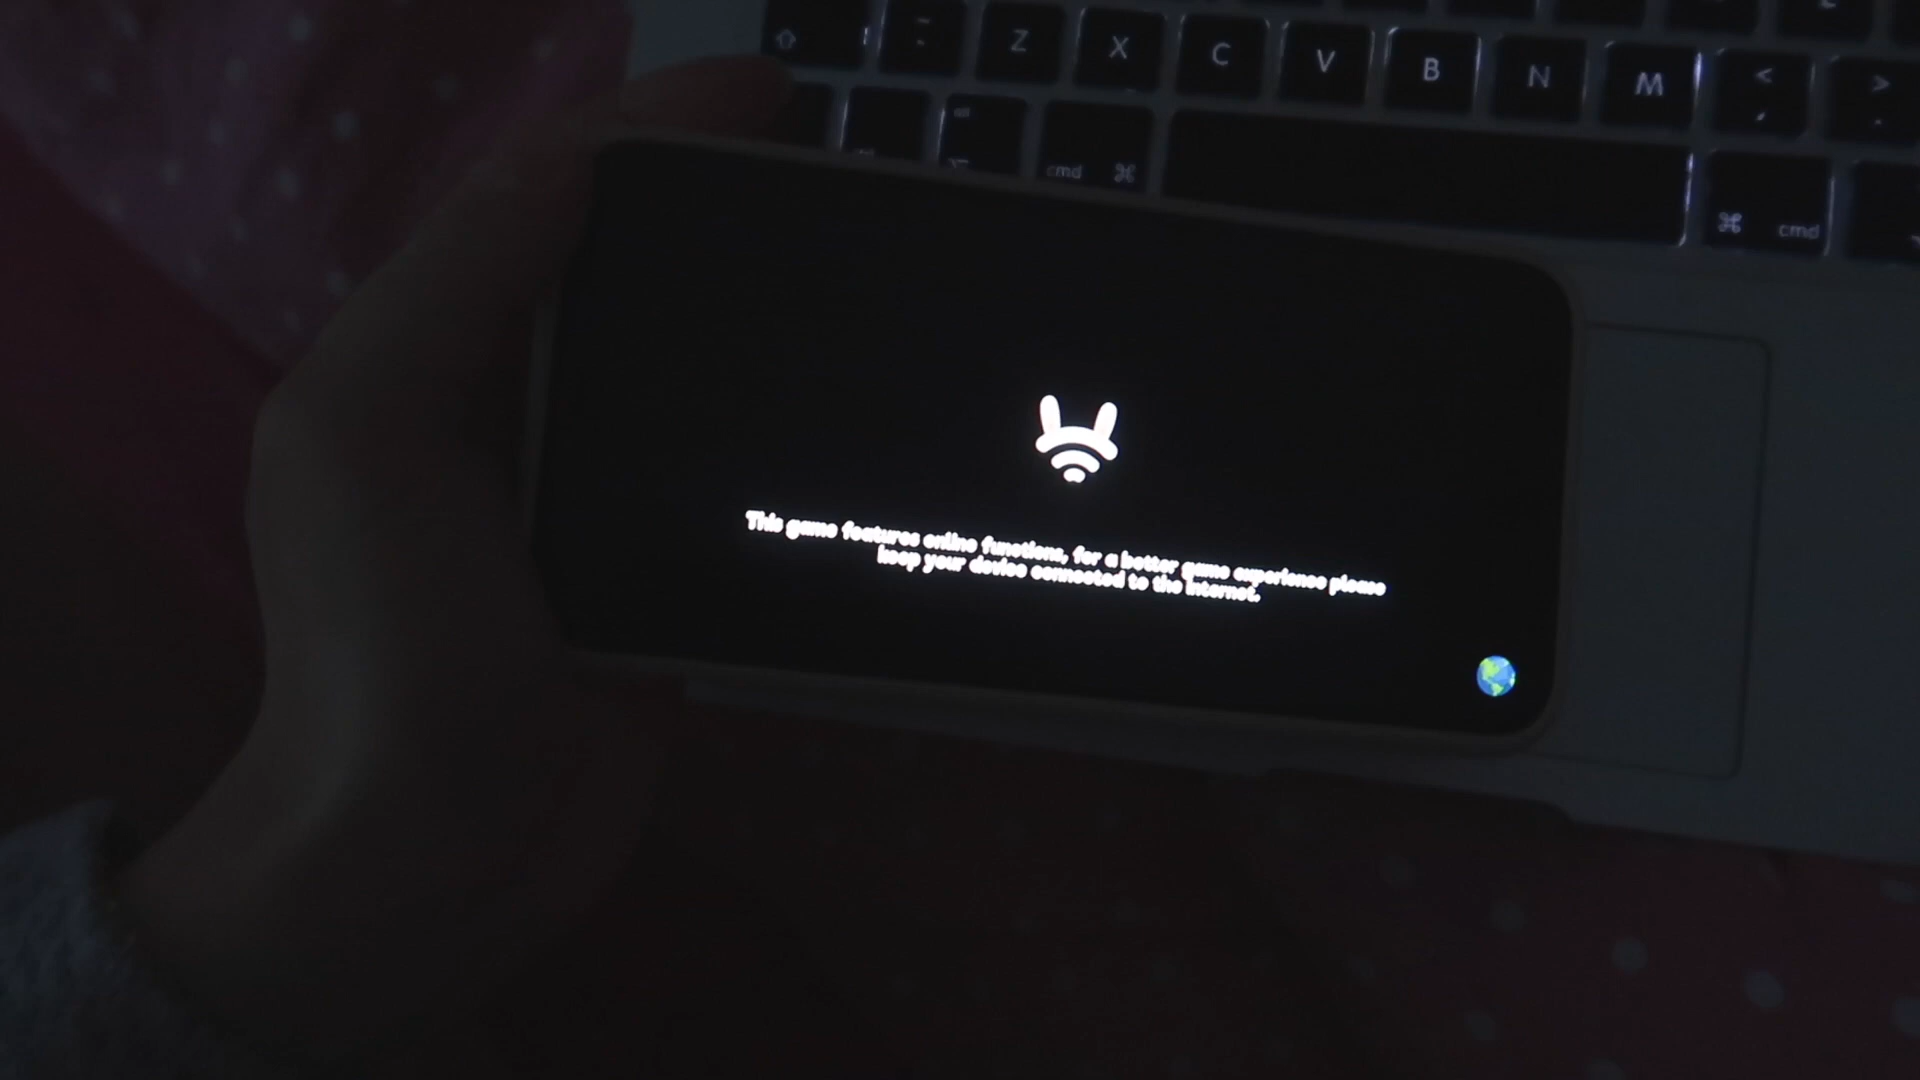 Z X C V B N M < >
cmd ⌘ ⌘ cmd
This game features online functions, for a better game experience please
keep your device connected to the internet.